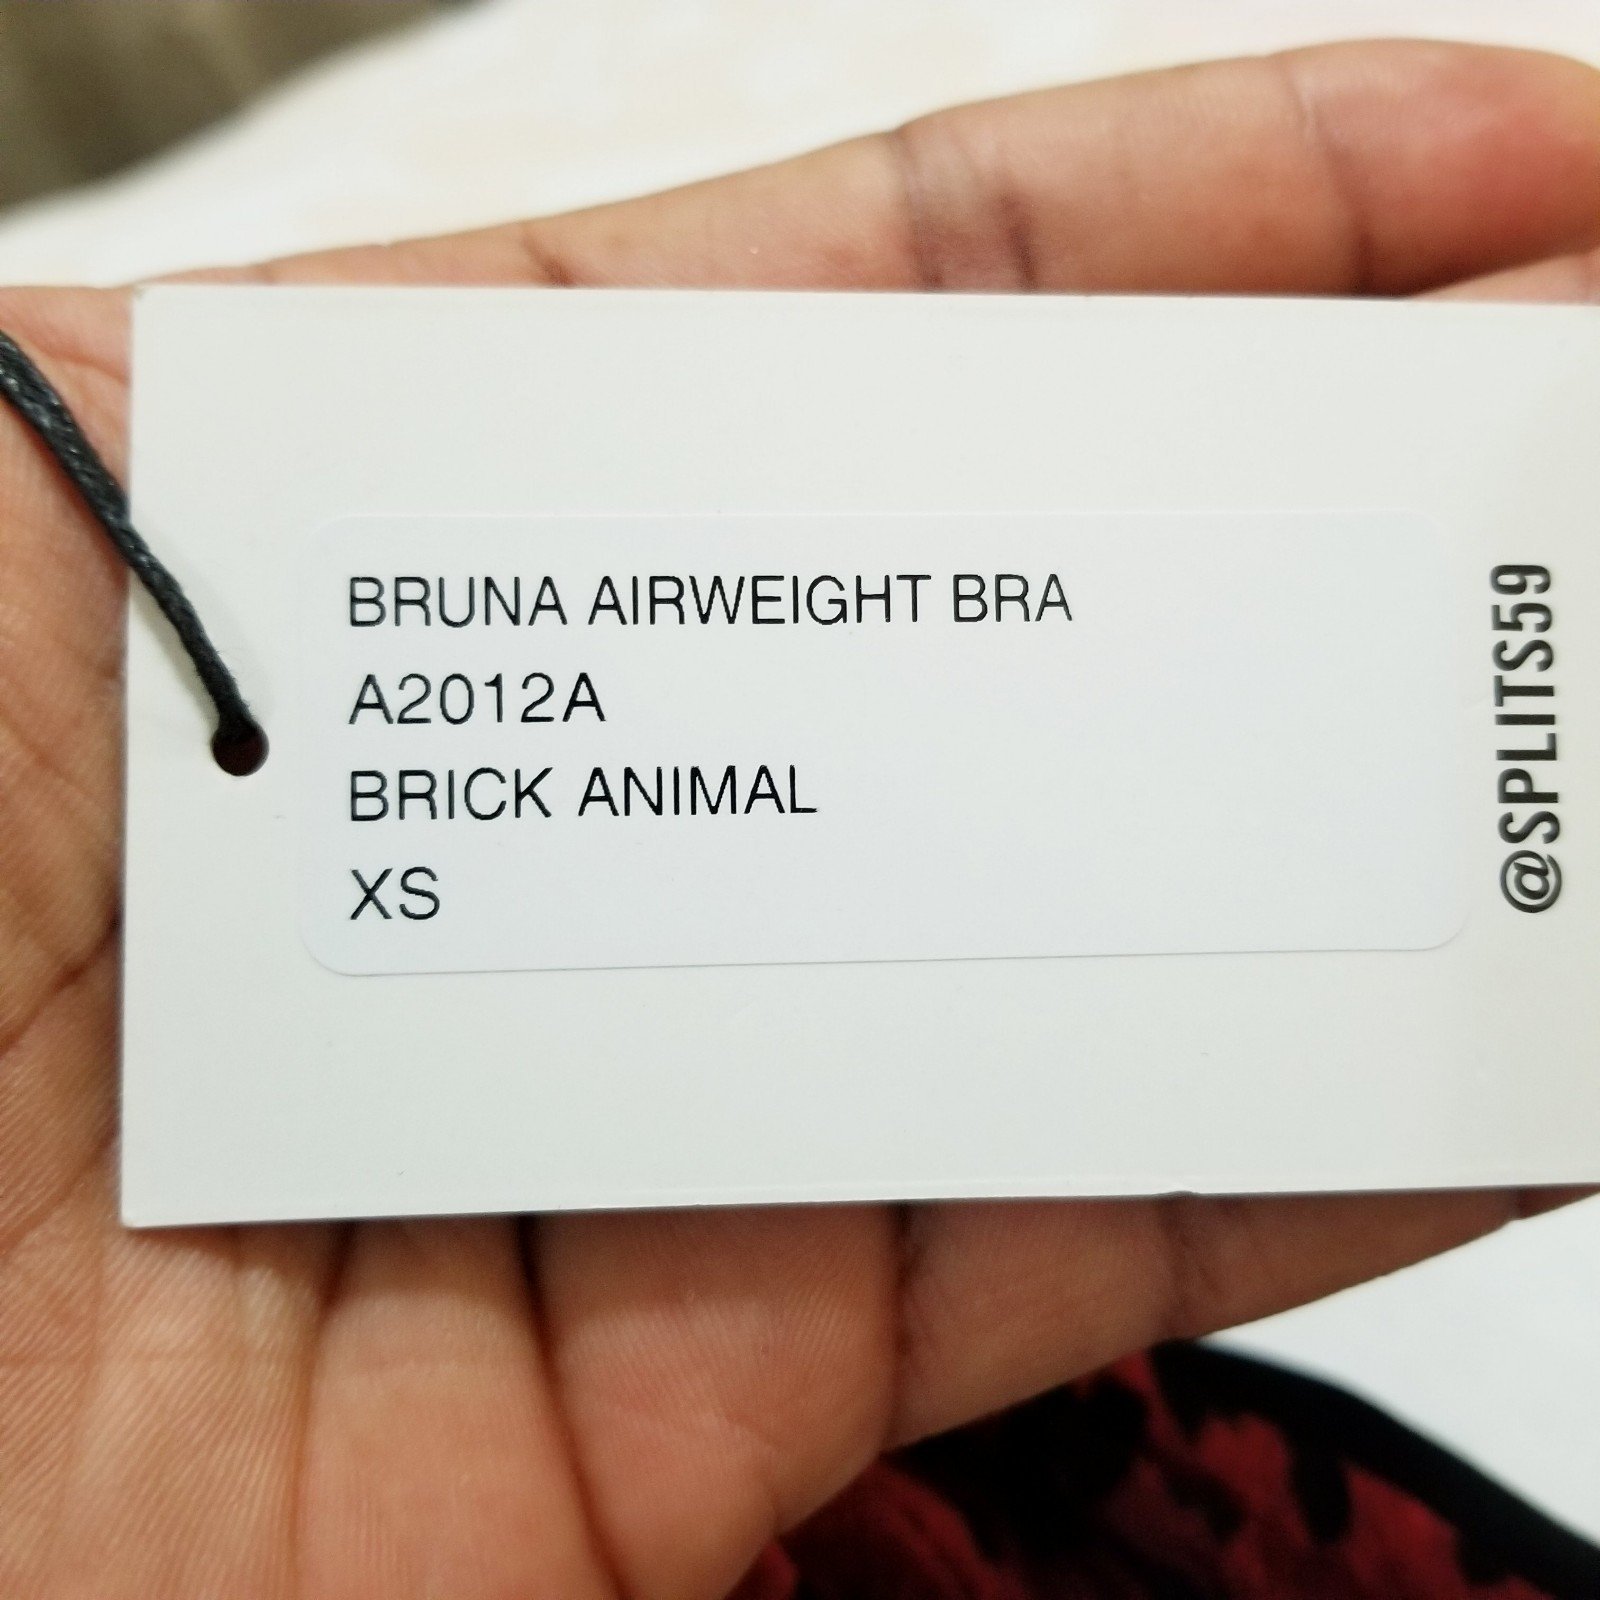 BRUNA AIRWEIGHT BRA
A2012A
BRICK ANIMAL
XS
@SPLITS59